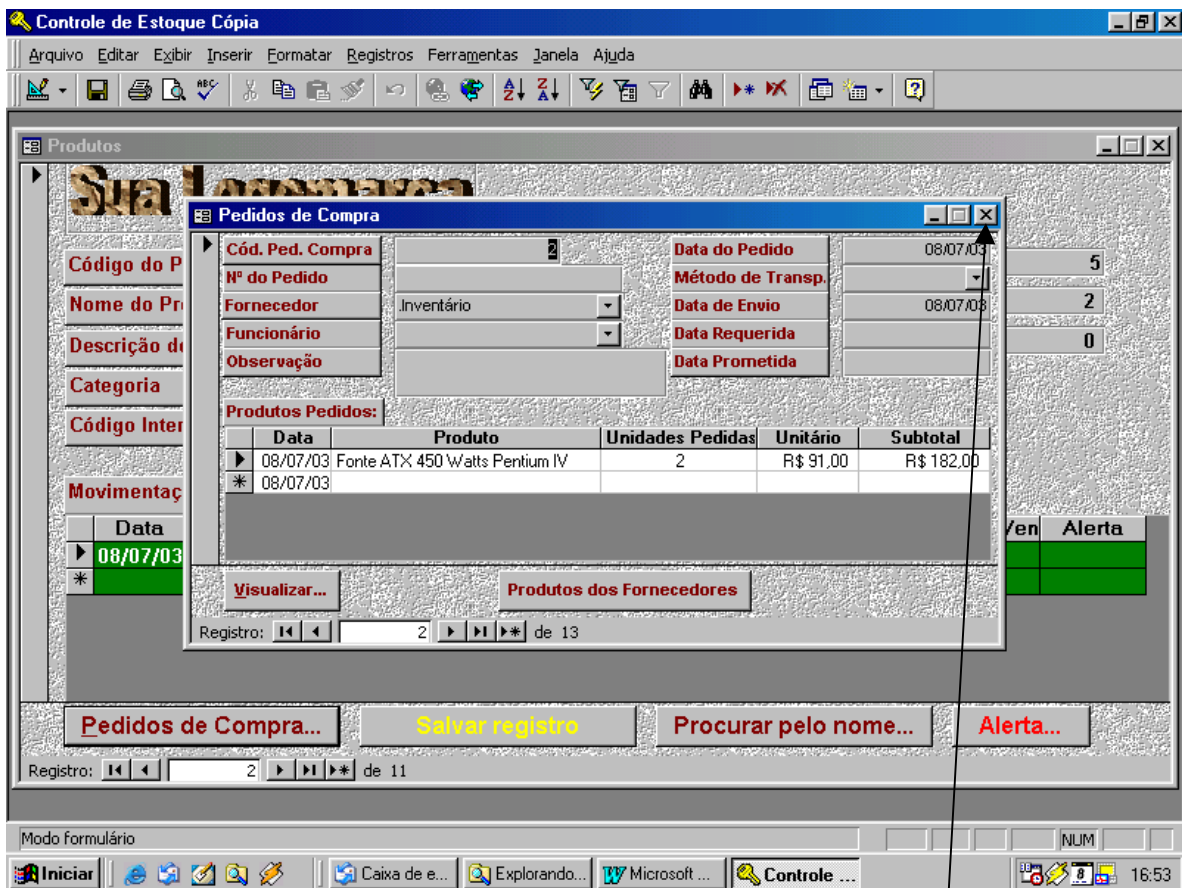 Controle de Estoque Cópia
Arquivo Editar Exibir Inserir Formatar Registros Ferramentas Janela Ajuda
Produtos
Sua Logomarca
Pedidos de Compra
Cód. Ped. Compra 2 Data do Pedido 08/07/03
Nº do Pedido Método de Transp.
Fornecedor .Inventário Data de Envio 08/07/03
Funcionário Data Requerida
Observação Data Prometida
Produtos Pedidos:
Data Produto Unidades Pedidas Unitário Subtotal
08/07/03 Fonte ATX 450 Watts Pentium IV 2 R$ 91,00 R$ 182,00
08/07/03
Visualizar... Produtos dos Fornecedores
Registro: 2 de 13
Código do P 5
Nome do Pr 2
Descrição d 0
Categoria
Código Inter
Movimentaç
Data Ven Alerta
08/07/03
Pedidos de Compra... Salvar registro Procurar pelo nome... Alerta...
Registro: 2 de 11
Modo formulário NUM
Iniciar Caixa de e... Explorando... Microsoft ... Controle ... 16:53